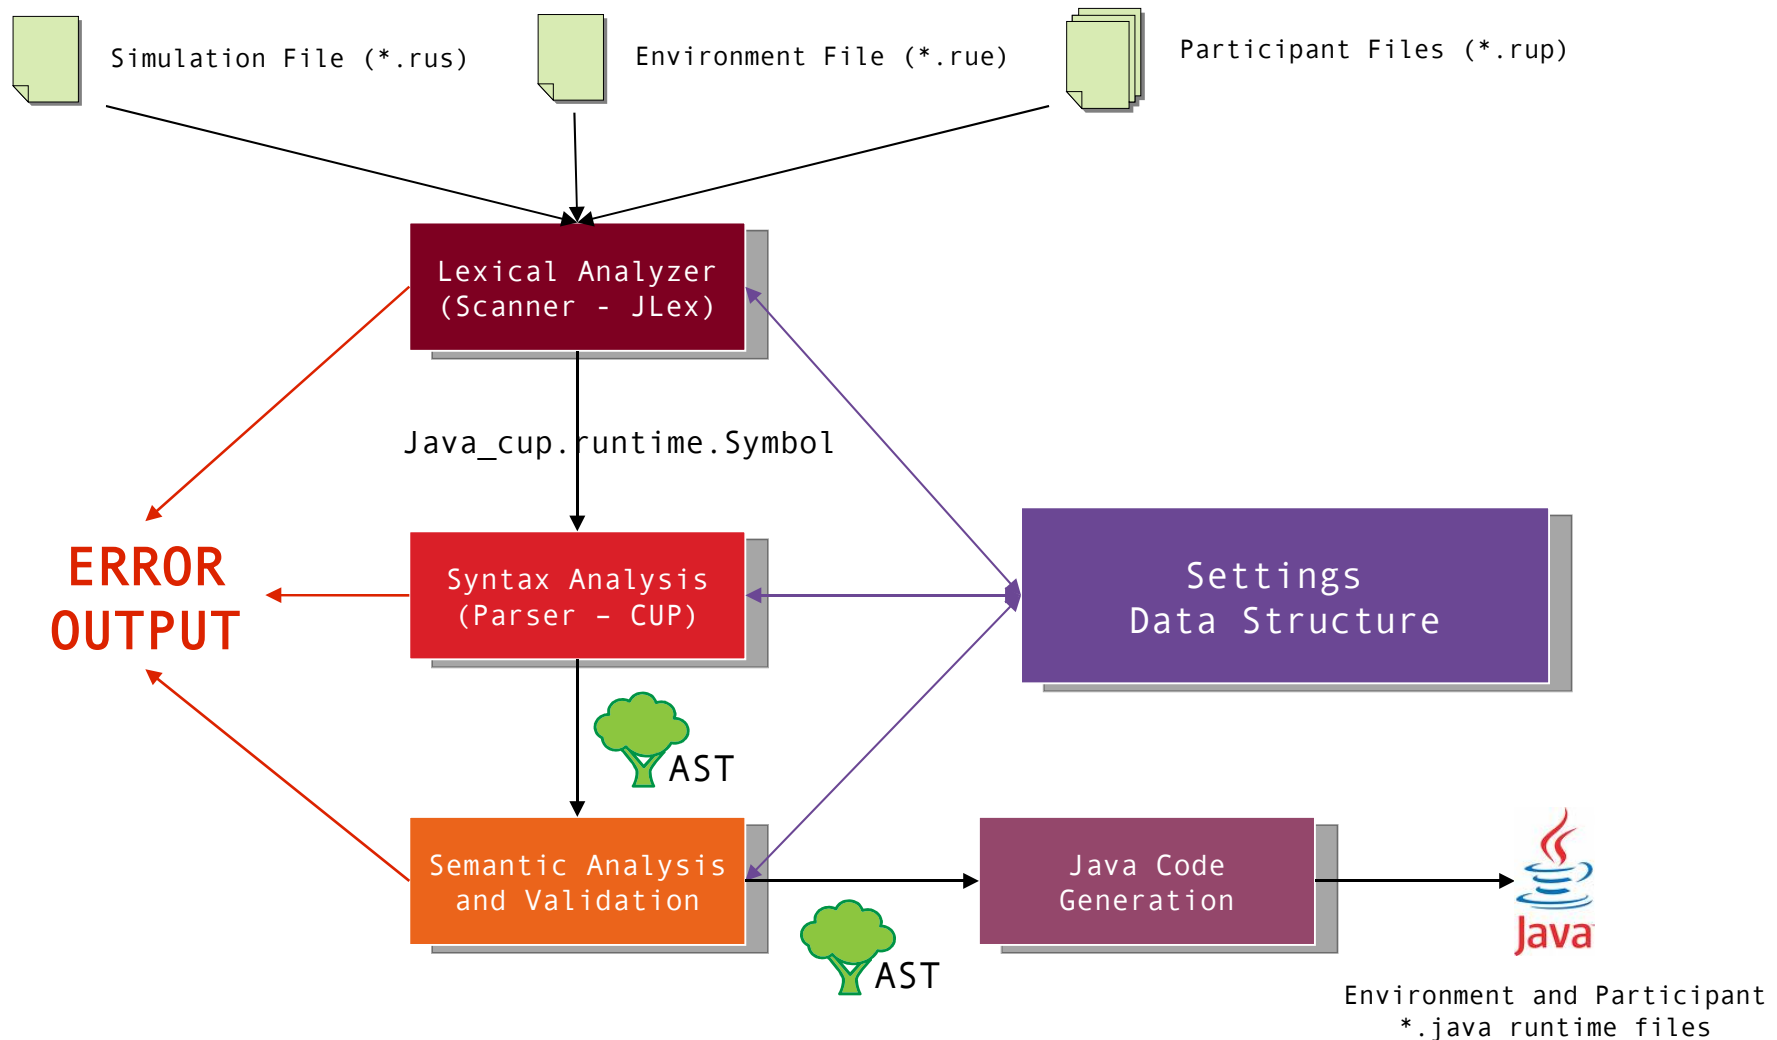 Simulation File (*.rus)
Environment File (*.rue)
Participant Files (*.rup)
Lexical Analyzer
(Scanner - JLex)
Java_cup.runtime.Symbol
ERROR
OUTPUT
Syntax Analysis
(Parser – CUP)
Settings
Data Structure
AST
Semantic Analysis
and Validation
AST
Java Code
Generation
Java
Environment and Participant
*.java runtime files